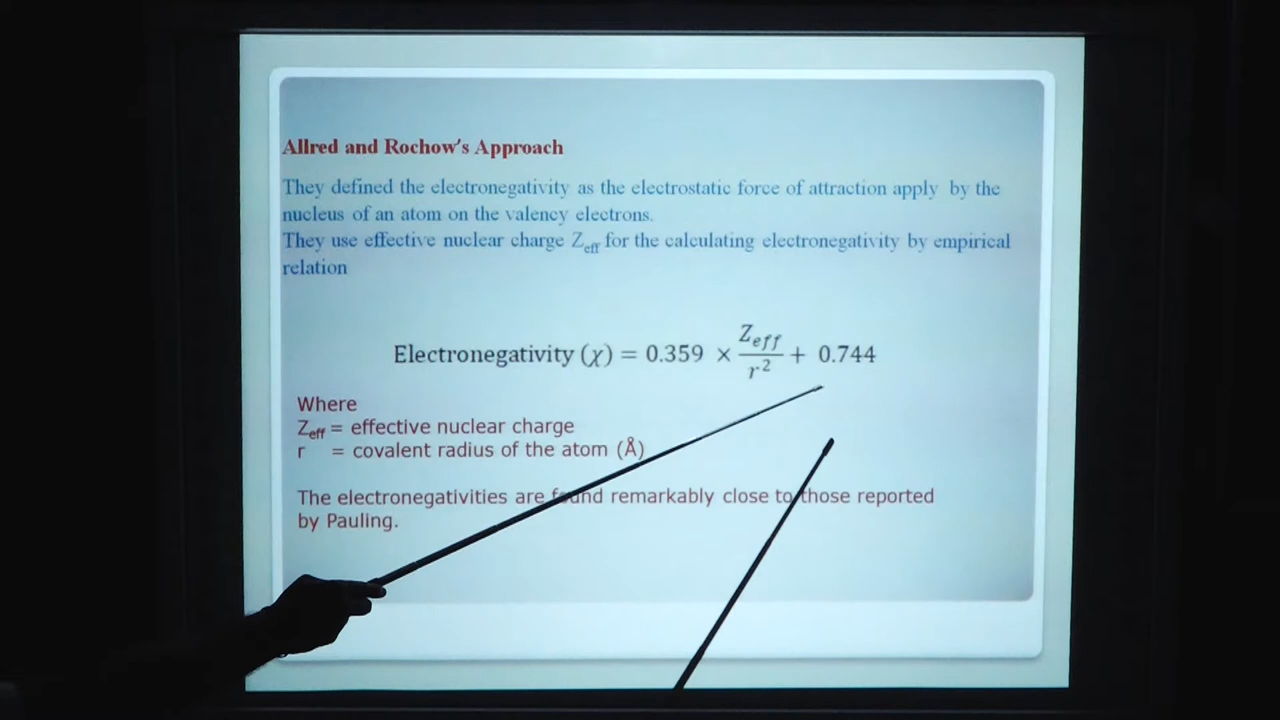 Allred and Rochow's Approach
They defined the electronegativity as the electrostatic force of attraction apply by the
nucleus of an atom on the valency electrons.
They use effective nuclear charge Zeff for the calculating electronegativity by empirical
relation
Electronegativity (χ) = 0.359 × Zeff/r² + 0.744
Where
Zeff = effective nuclear charge
r = covalent radius of the atom (Å)
The electronegativities are found remarkably close to those reported
by Pauling.